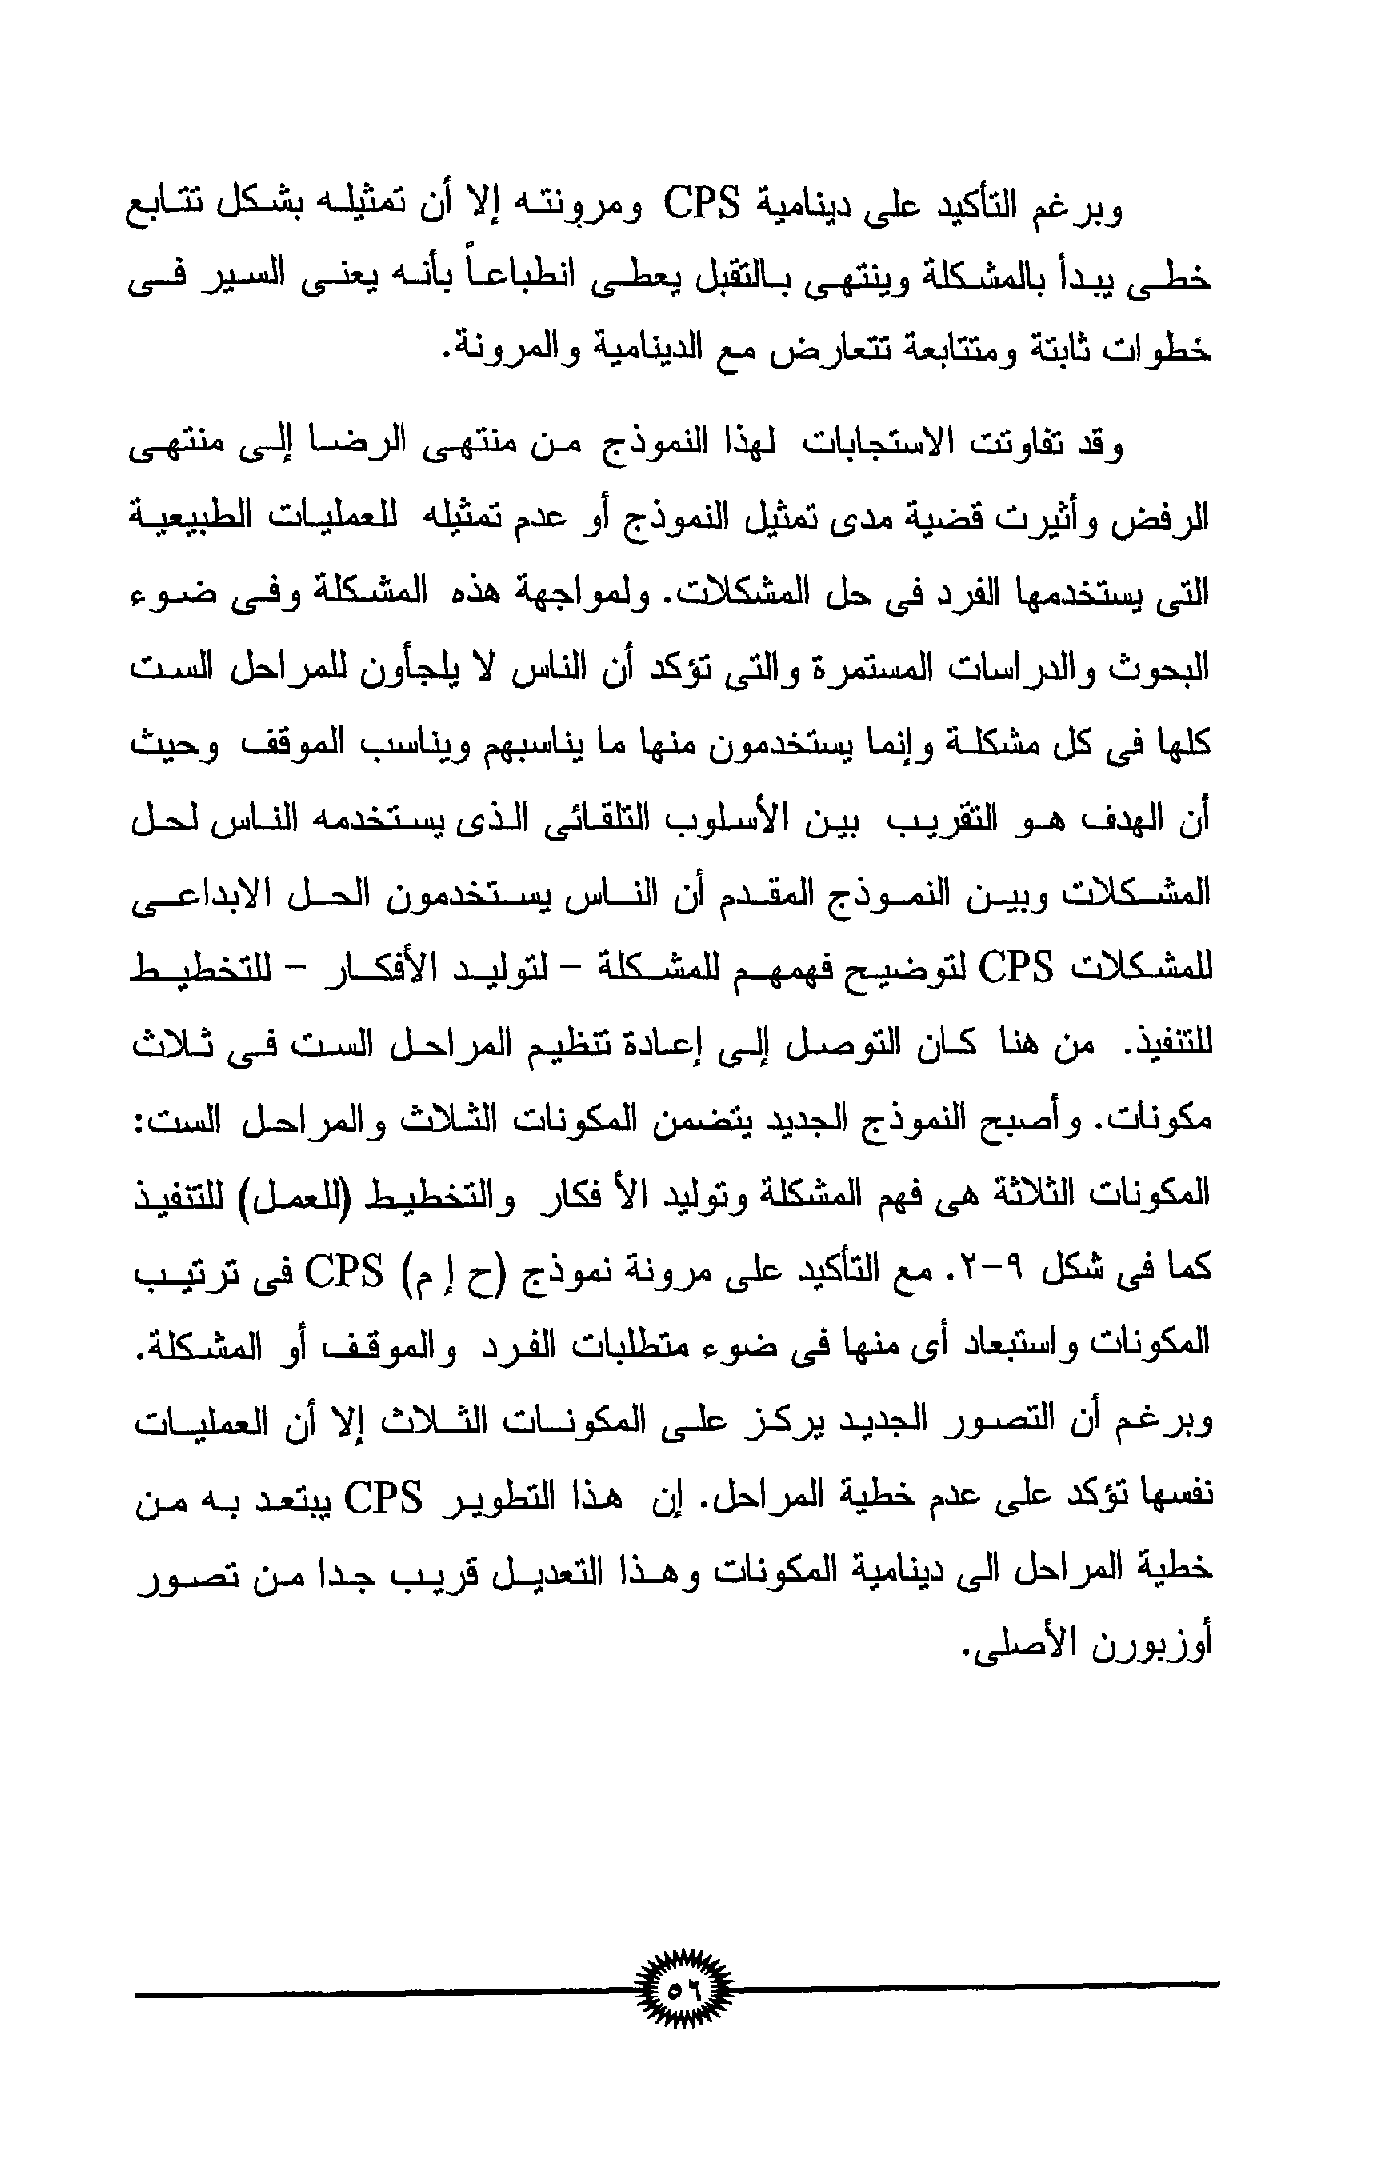 وبرغم التأكيد على دينامية CPS ومرونته إلا أن تمثيله بشكل تتابع
خطى يبدأ بالمشكلة وينتهى بالتقبل يعطى انطباعاً بأنه يعنى السير فى
خطوات ثابتة ومتتابعة تتعارض مع الدينامية والمرونة.
وقد تفاوتت الاستجابات لهذا النموذج من منتهى الرضا إلى منتهى
الرفض وأثيرت قضية مدى تمثيل النموذج أو عدم تمثيله للعمليات الطبيعية
التى يستخدمها الفرد فى حل المشكلات. ولمواجهة هذه المشكلة وفى ضوء
البحوث والدراسات المستمرة والتى تؤكد أن الناس لا يلجأون للمراحل الست
كلها فى كل مشكلة وإنما يستخدمون منها ما يناسبهم ويناسب الموقف وحيث
أن الهدف هو التقريب بين الأسلوب التلقائى الذى يستخدمه الناس لحل
المشكلات وبين النموذج المقدم أن الناس يستخدمون الحل الابداعى
للمشكلات CPS لتوضيح فهمهم للمشكلة – لتوليد الأفكار – للتخطيط
للتنفيذ. من هنا كان التوصل إلى إعادة تنظيم المراحل الست فى ثلاث
مكونات. وأصبح النموذج الجديد يتضمن المكونات الثلاث والمراحل الست:
المكونات الثلاثة هى فهم المشكلة وتوليد الأ فكار والتخطيط (للعمل) للتنفيذ
كما فى شكل ٩-٢. مع التأكيد على مرونة نموذج (ح إ م) CPS فى ترتيب
المكونات واستبعاد أى منها فى ضوء متطلبات الفرد والموقف أو المشكلة.
وبرغم أن التصور الجديد يركز على المكونات الثلاث إلا أن العمليات
نفسها تؤكد على عدم خطية المراحل. إن هذا التطوير CPS يبتعد به من
خطية المراحل الى دينامية المكونات وهذا التعديل قريب جدا من تصور
أوزبورن الأصلى.
٥٦